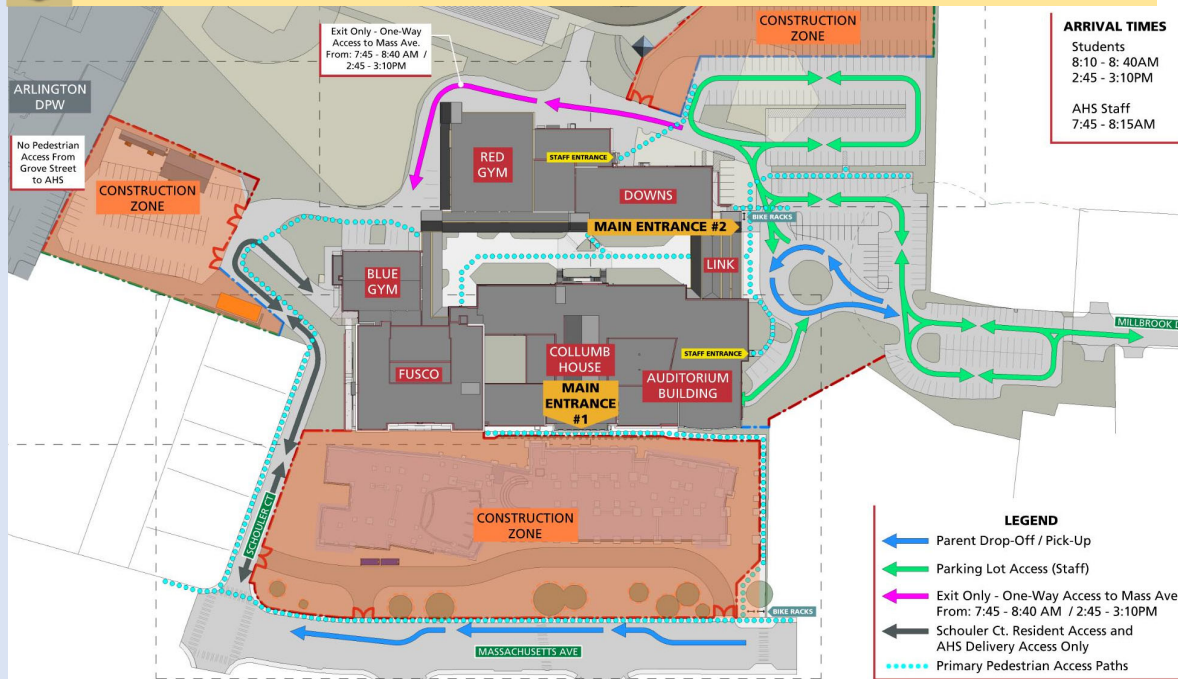 Exit Only - One-Way
Access to Mass Ave.
From: 7:45 - 8:40 AM /
2:45 - 3:10PM
CONSTRUCTION
ZONE
ARRIVAL TIMES
Students
8:10 - 8: 40AM
2:45 - 3:10PM
AHS Staff
7:45 - 8:15AM
ARLINGTON
DPW
No Pedestrian
Access From
Grove Street
to AHS
CONSTRUCTION
ZONE
RED
GYM
STAFF ENTRANCE
DOWNS
BIKE RACKS
MAIN ENTRANCE #2
LINK
BLUE
GYM
MILLBROOK
STAFF ENTRANCE
COLLUMB
HOUSE
FUSCO
AUDITORIUM
BUILDING
MAIN
ENTRANCE
#1
SCHOULER CT
CONSTRUCTION
ZONE
BIKE RACKS
MASSACHUSETTS AVE
LEGEND
Parent Drop-Off / Pick-Up
Parking Lot Access (Staff)
Exit Only - One-Way Access to Mass Ave
From: 7:45 - 8:40 AM / 2:45 - 3:10PM
Schouler Ct. Resident Access and
AHS Delivery Access Only
Primary Pedestrian Access Paths